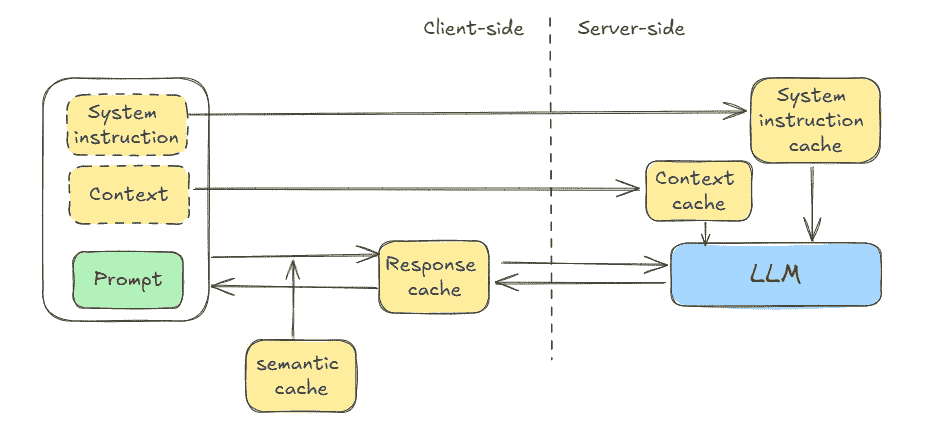 Client-side
Server-side
System
instruction
Context
Prompt
Response
cache
semantic
cache
System
instruction
cache
Context
cache
LLM